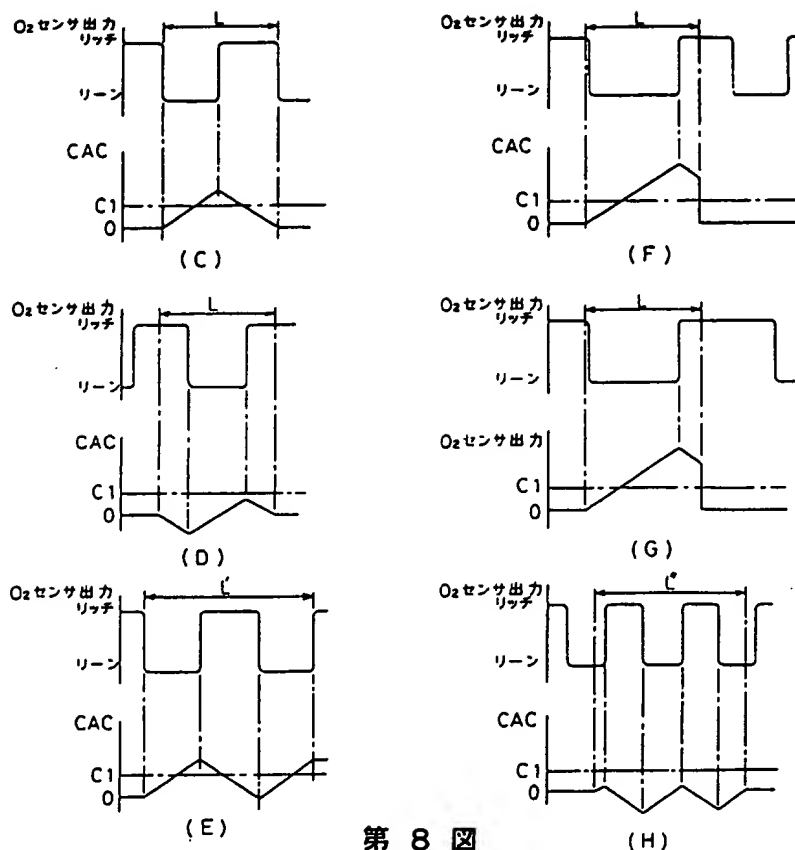 O₂センサ出力
リッチ
L
リーン
CAC
C1
0
(C)
O₂センサ出力
リッチ
L
リーン
CAC
C1
0
(D)
O₂センサ出力
リッチ
L'
リーン
CAC
C1
0
(E)
O₂センサ出力
リッチ
L
リーン
CAC
C1
0
(F)
O₂センサ出力
リッチ
L
リーン
O₂センサ出力
C1
0
(G)
O₂センサ出力
リッチ
L"
リーン
CAC
C1
0
(H)
第 8 図